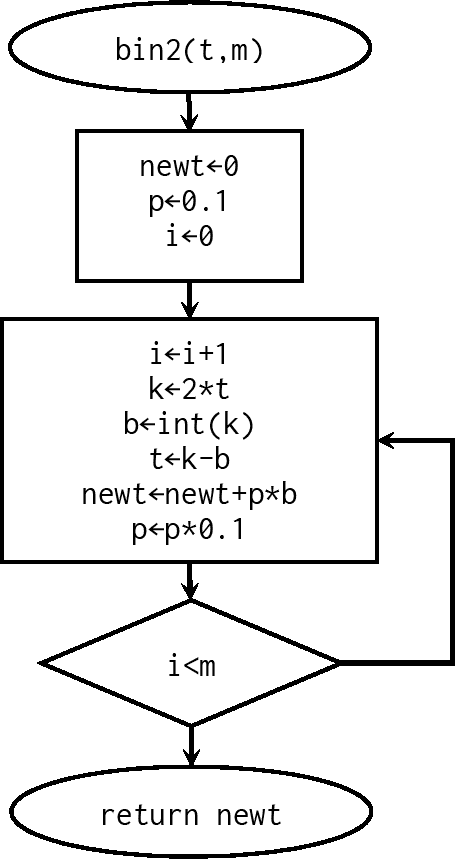 bin2(t,m)
newt←0
p←0.1
i←0
i←i+1
k←2*t
b←int(k)
t←k-b
newt←newt+p*b
p←p*0.1
i<m
return newt